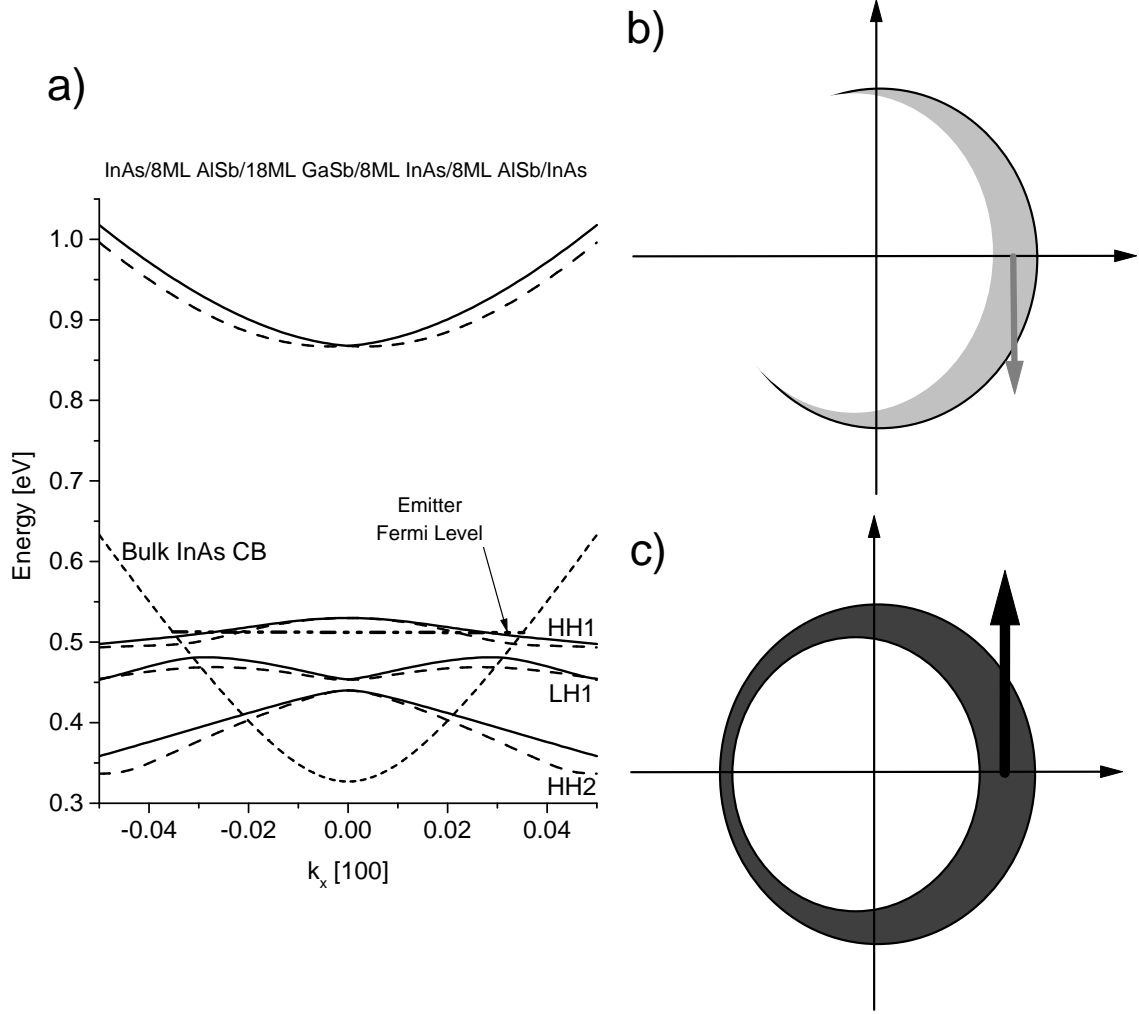 a)
InAs/8ML AlSb/18ML GaSb/8ML InAs/8ML AlSb/InAs
1.0
0.9
0.8
0.7
0.6
0.5
0.4
0.3
Energy [eV]
Bulk InAs CB
Emitter
Fermi Level
HH1
LH1
HH2
-0.04
-0.02
0.00
0.02
0.04
k_x [100]
b)
c)